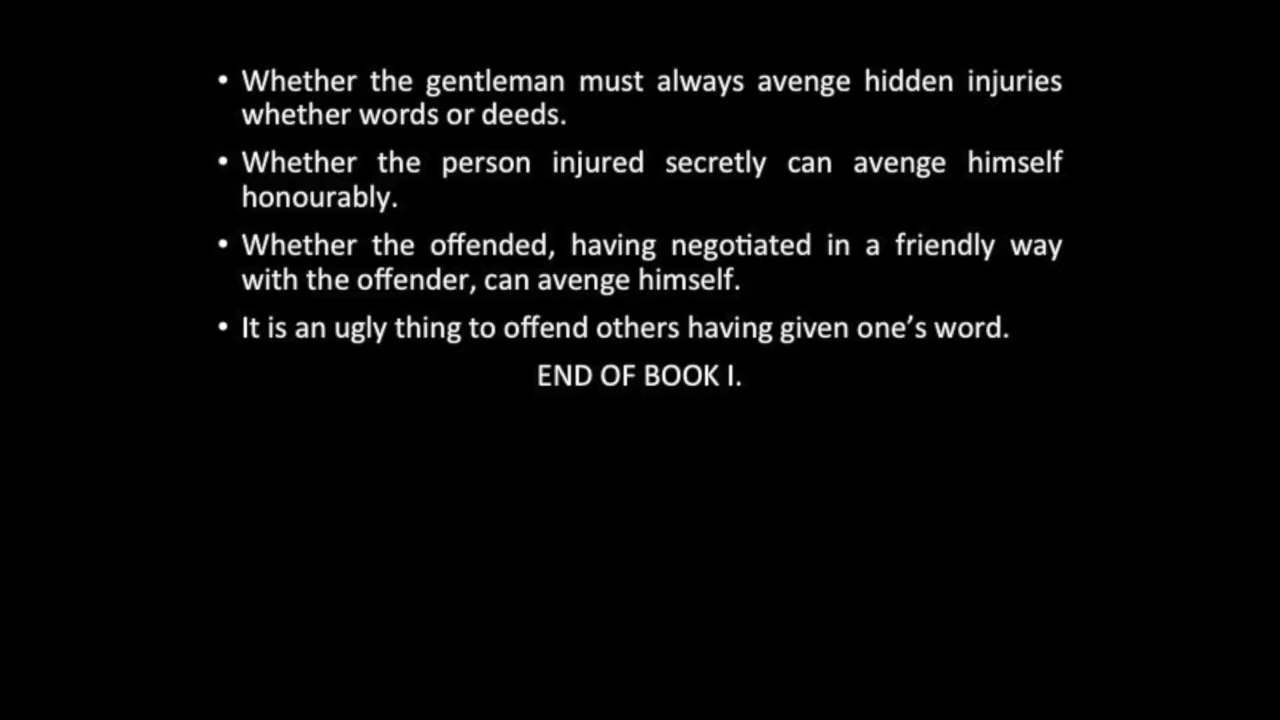 • Whether the gentleman must always avenge hidden injuries
whether words or deeds.
• Whether the person injured secretly can avenge himself
honourably.
• Whether the offended, having negotiated in a friendly way
with the offender, can avenge himself.
• It is an ugly thing to offend others having given one’s word.
END OF BOOK I.